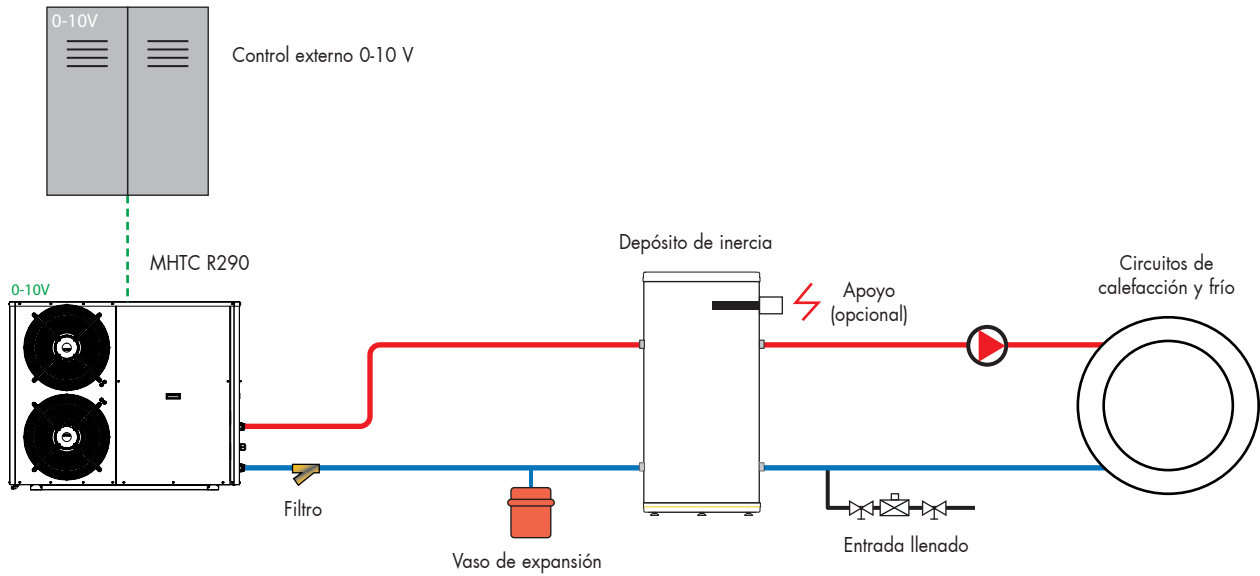 0-10V
Control externo 0-10 V
MHTC R290
0-10V
Depósito de inercia
Apoyo
(opcional)
Circuitos de
calefacción y frío
Filtro
Vaso de expansión
Entrada llenado